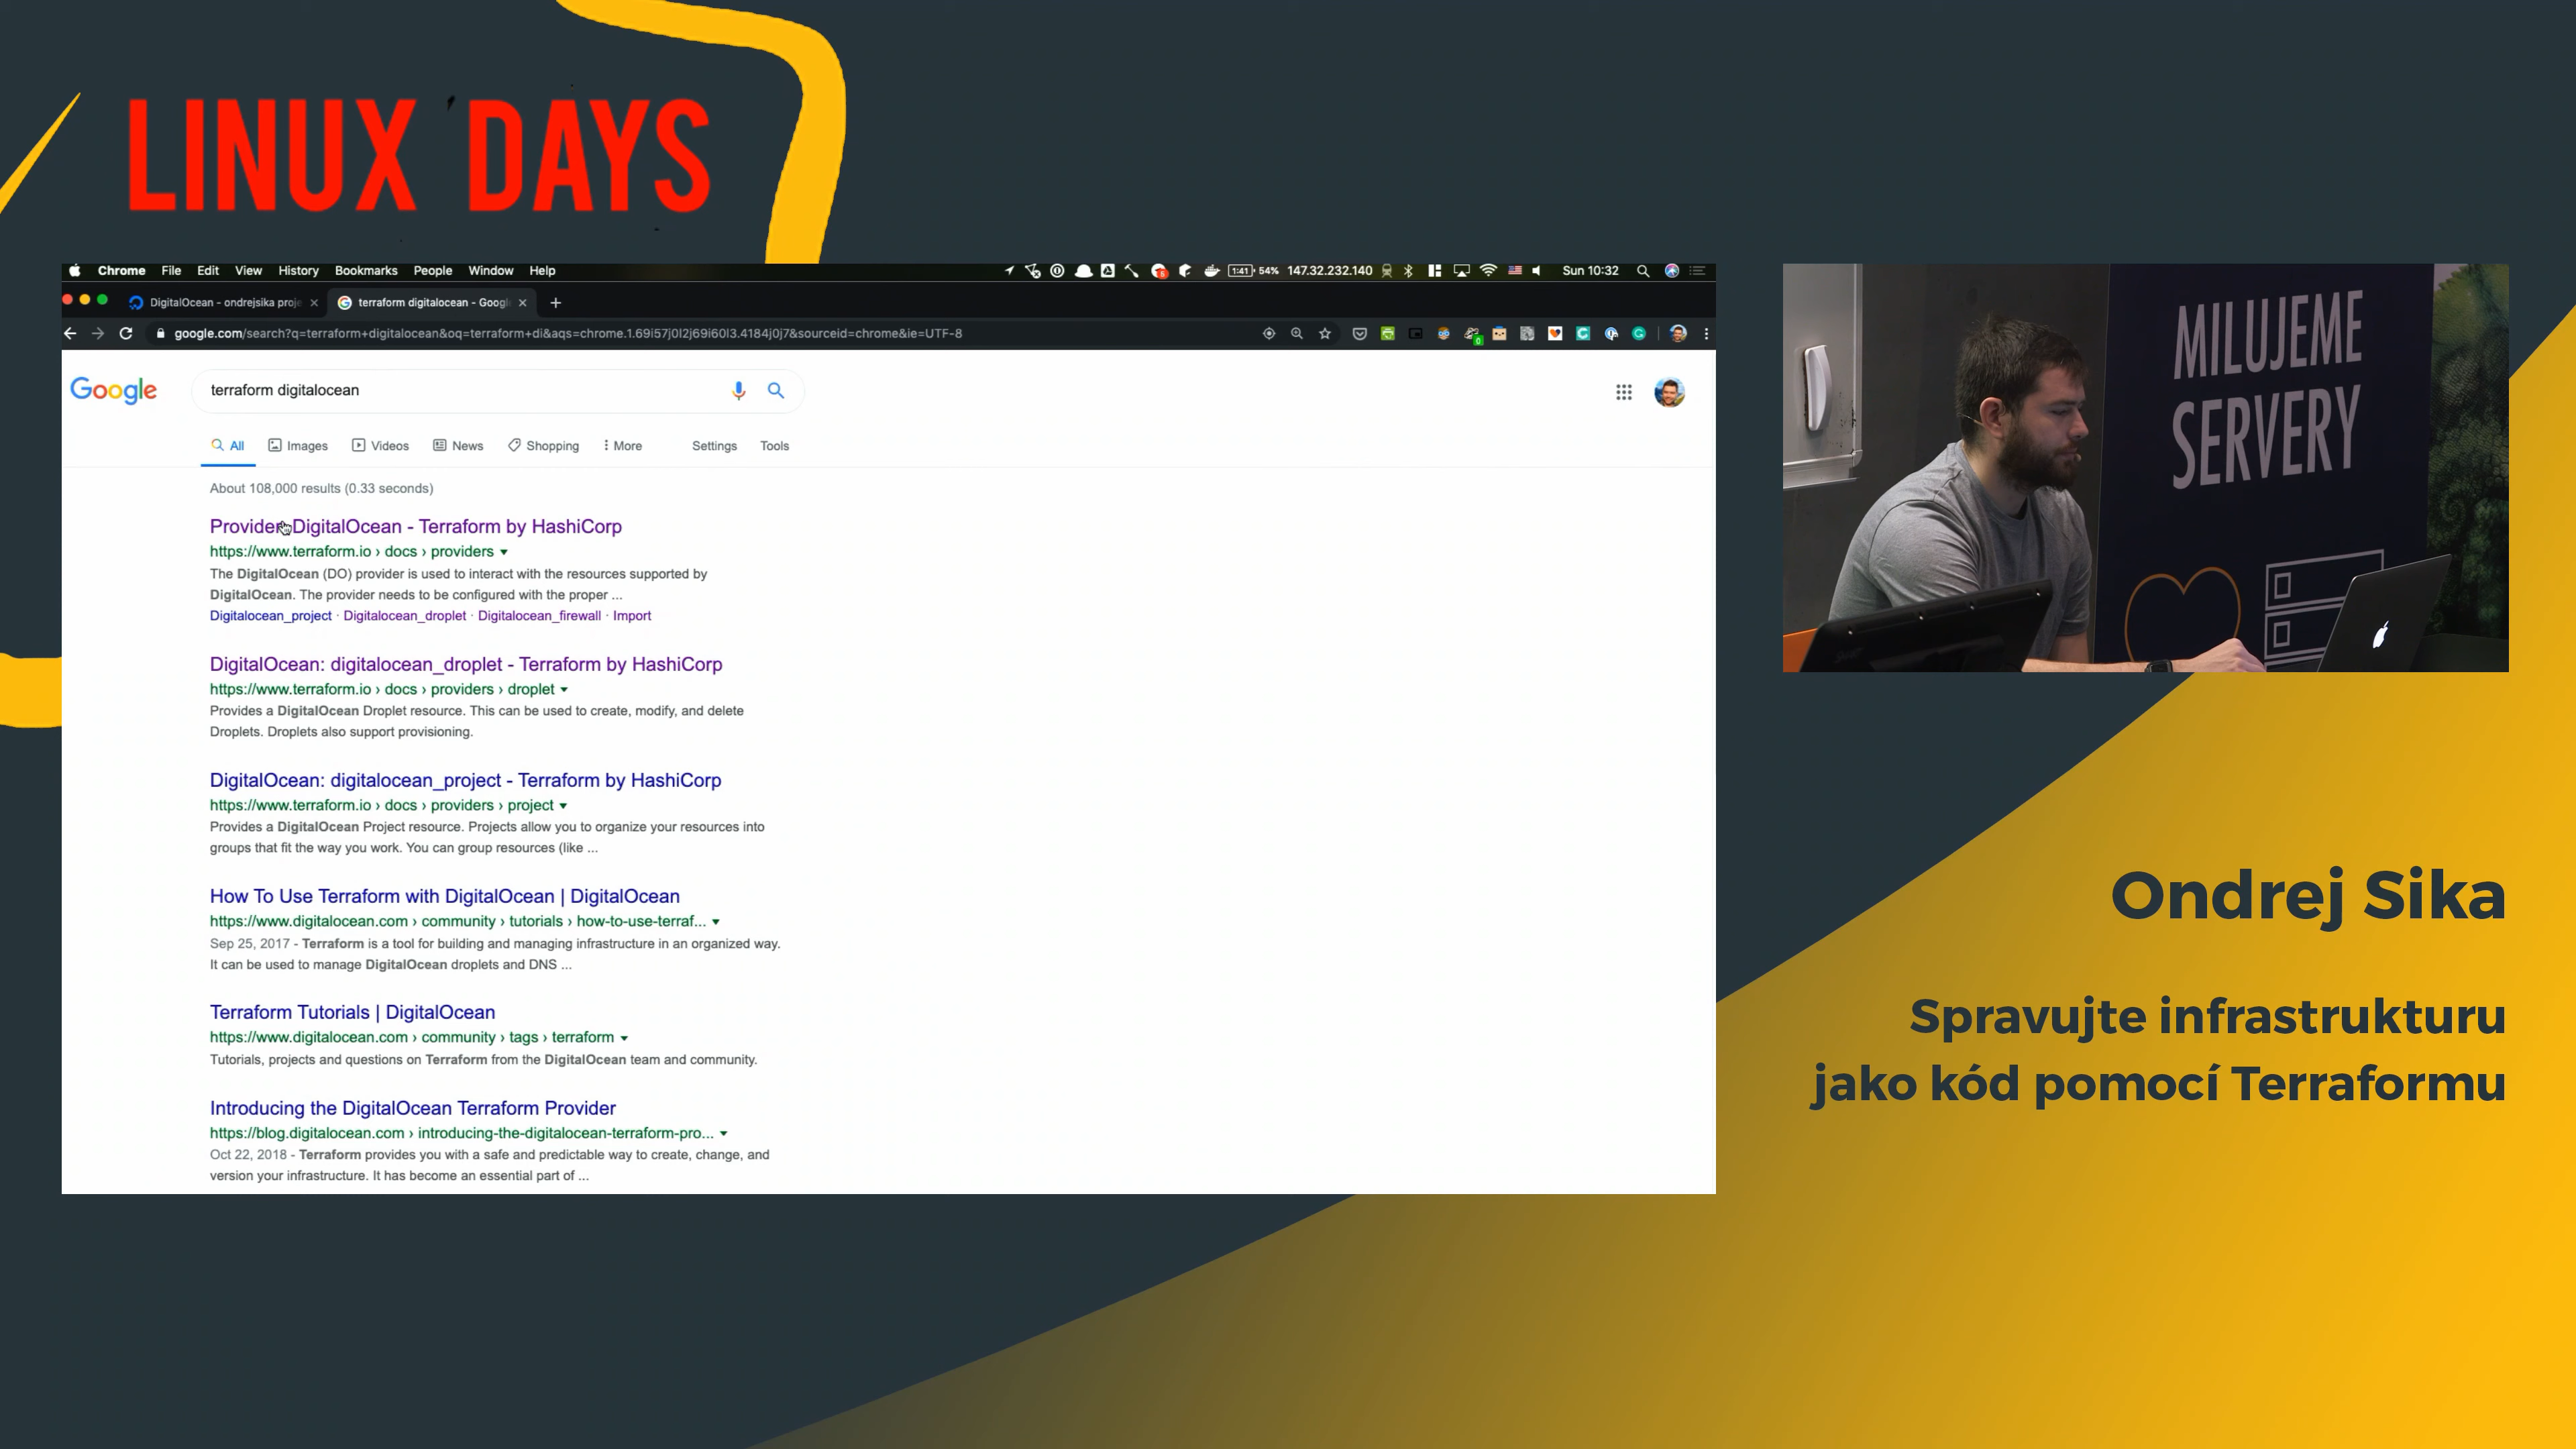 LINUX DAYS
Chrome File Edit View History Bookmarks People Window Help
1:41 54% 147.32.232.140 Sun 10:32
DigitalOcean - ondrejsika proje
terraform digitalocean - Googl
google.com/search?q=terraform+digitalocean&oq=terraform+di&aqs=chrome.1.69i57j0l2j69i60l3.4184j0j7&sourceid=chrome&ie=UTF-8
Google
terraform digitalocean
All Images Videos News Shopping More Settings Tools
About 108,000 results (0.33 seconds)
Provider: DigitalOcean - Terraform by HashiCorp
https://www.terraform.io › docs › providers
The DigitalOcean (DO) provider is used to interact with the resources supported by
DigitalOcean. The provider needs to be configured with the proper ...
Digitalocean_project · Digitalocean_droplet · Digitalocean_firewall · Import
DigitalOcean: digitalocean_droplet - Terraform by HashiCorp
https://www.terraform.io › docs › providers › droplet
Provides a DigitalOcean Droplet resource. This can be used to create, modify, and delete
Droplets. Droplets also support provisioning.
DigitalOcean: digitalocean_project - Terraform by HashiCorp
https://www.terraform.io › docs › providers › project
Provides a DigitalOcean Project resource. Projects allow you to organize your resources into
groups that fit the way you work. You can group resources (like ...
How To Use Terraform with DigitalOcean | DigitalOcean
https://www.digitalocean.com › community › tutorials › how-to-use-terraf...
Sep 25, 2017 - Terraform is a tool for building and managing infrastructure in an organized way.
It can be used to manage DigitalOcean droplets and DNS ...
Terraform Tutorials | DigitalOcean
https://www.digitalocean.com › community › tags › terraform
Tutorials, projects and questions on Terraform from the DigitalOcean team and community.
Introducing the DigitalOcean Terraform Provider
https://blog.digitalocean.com › introducing-the-digitalocean-terraform-pro...
Oct 22, 2018 - Terraform provides you with a safe and predictable way to create, change, and
version your infrastructure. It has become an essential part of ...
MILUJEME
SERVERY
Ondrej Sika
Spravujte infrastrukturu
jako kód pomocí Terraformu